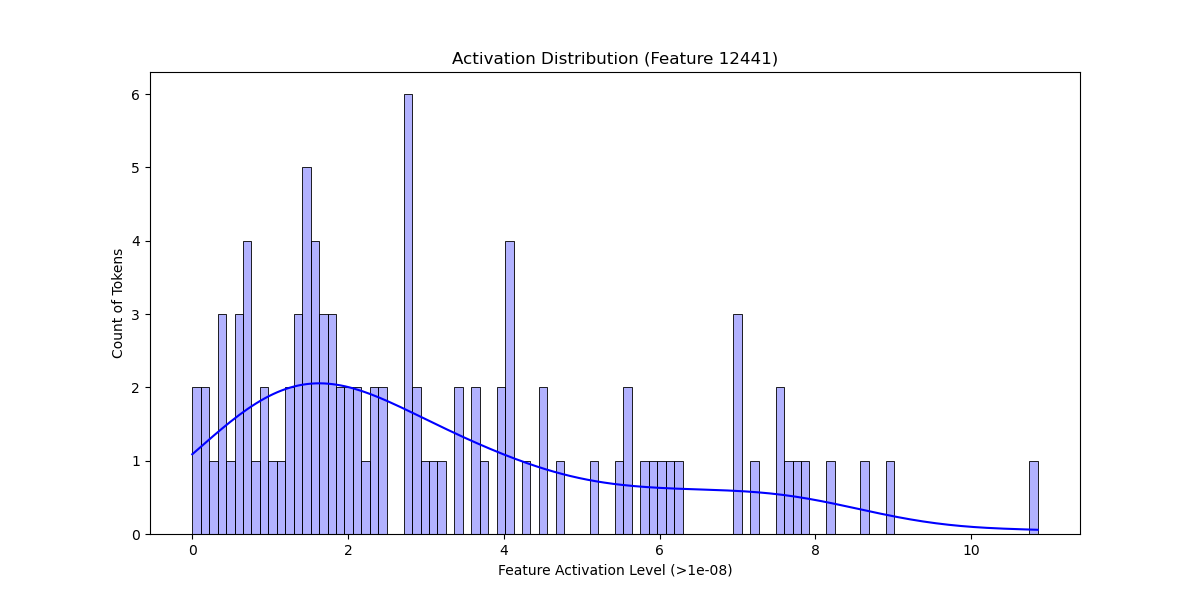 Activation Distribution (Feature 12441)
6
5
4
3
2
1
0
Count of Tokens
0 2 4 6 8 10
Feature Activation Level (>1e-08)